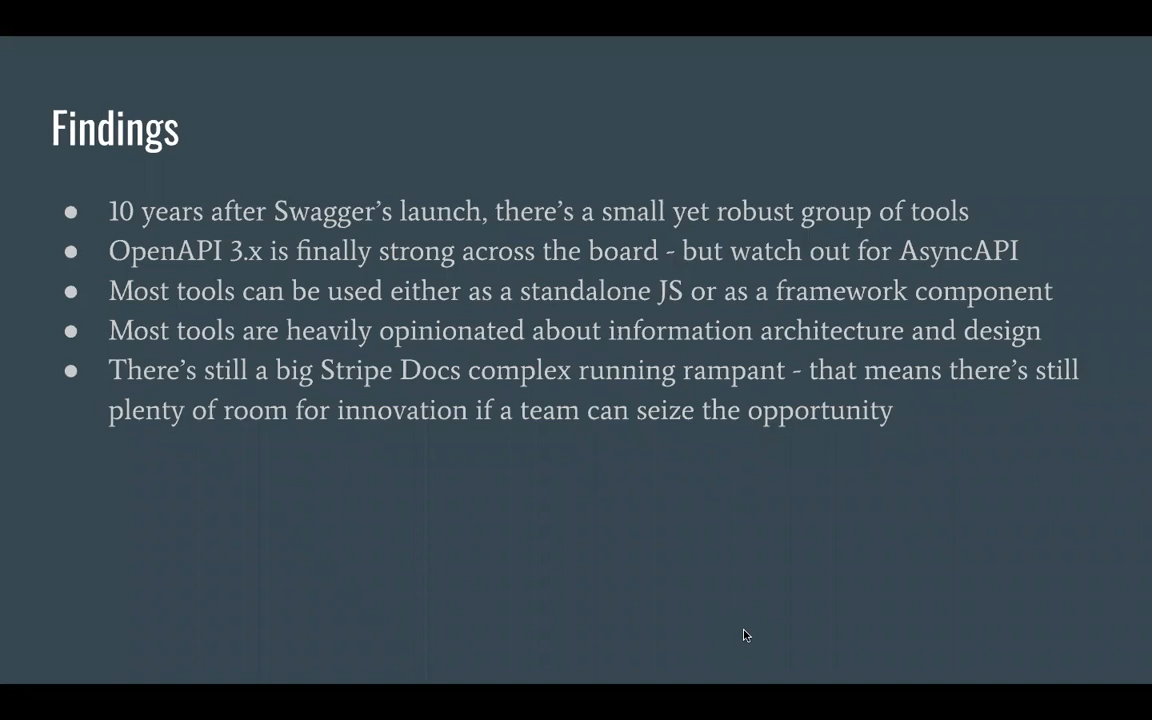 Findings
● 10 years after Swagger’s launch, there’s a small yet robust group of tools
● OpenAPI 3.x is finally strong across the board - but watch out for AsyncAPI
● Most tools can be used either as a standalone JS or as a framework component
● Most tools are heavily opinionated about information architecture and design
● There’s still a big Stripe Docs complex running rampant - that means there’s still
plenty of room for innovation if a team can seize the opportunity